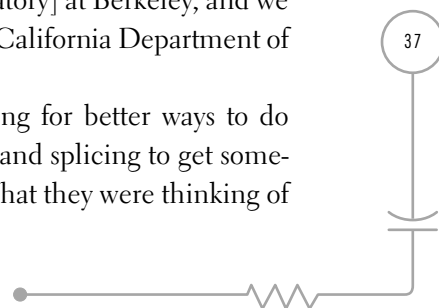 atory] at Berkeley, and we
California Department of
ng for better ways to do
and splicing to get some-
hat they were thinking of
37